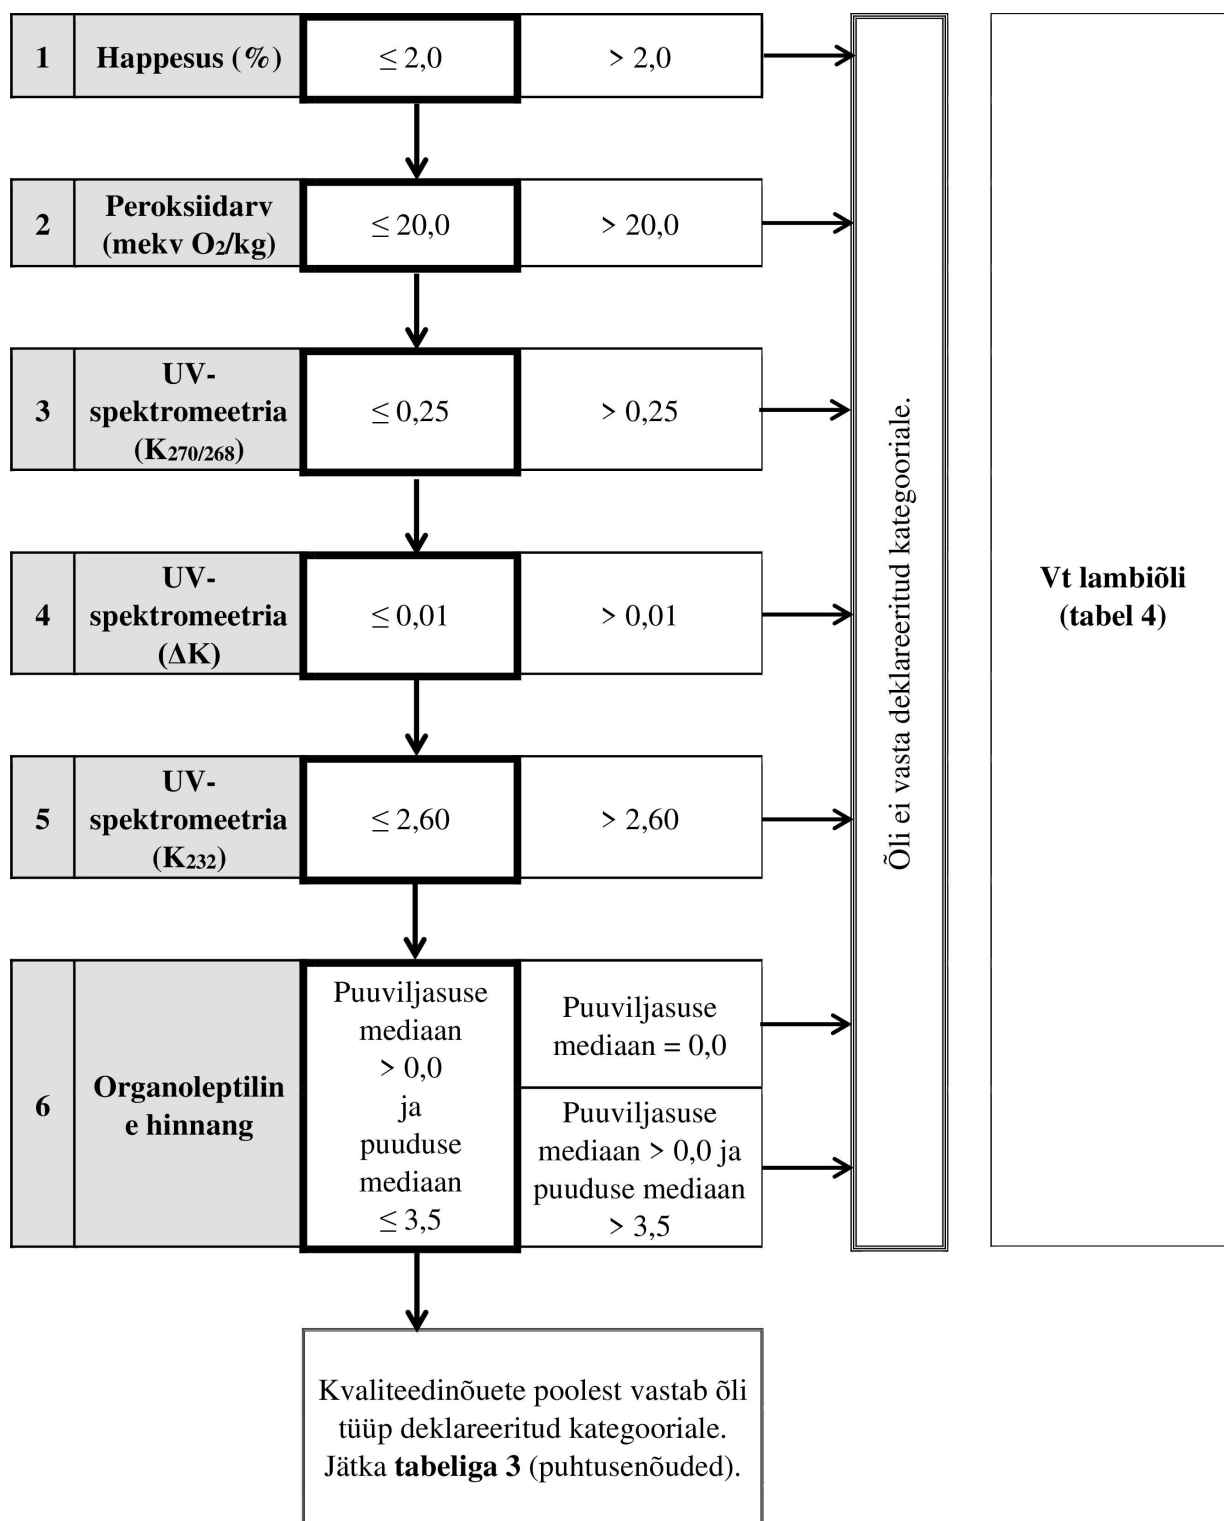 1 Happesus (%) ≤ 2,0 > 2,0
2 Peroksiidarv
(mekv O₂/kg) ≤ 20,0 > 20,0
3 UV-
spektromeetria
(K₂₇₀/₂₆₈) ≤ 0,25 > 0,25
4 UV-
spektromeetria
(ΔK) ≤ 0,01 > 0,01
5 UV-
spektromeetria
(K₂₃₂) ≤ 2,60 > 2,60
6 Organoleptilin
e hinnang
Puuviljasuse
mediaan
> 0,0
ja
puuduse
mediaan
≤ 3,5
Puuviljasuse
mediaan = 0,0
Puuviljasuse
mediaan > 0,0 ja
puuduse mediaan
> 3,5
Õli ei vasta deklareeritud kategooriale.
Vt lambiõli
(tabel 4)
Kvaliteedinõuete poolest vastab õli
tüüp deklareeritud kategooriale.
Jätka tabeliga 3 (puhtusenõuded).